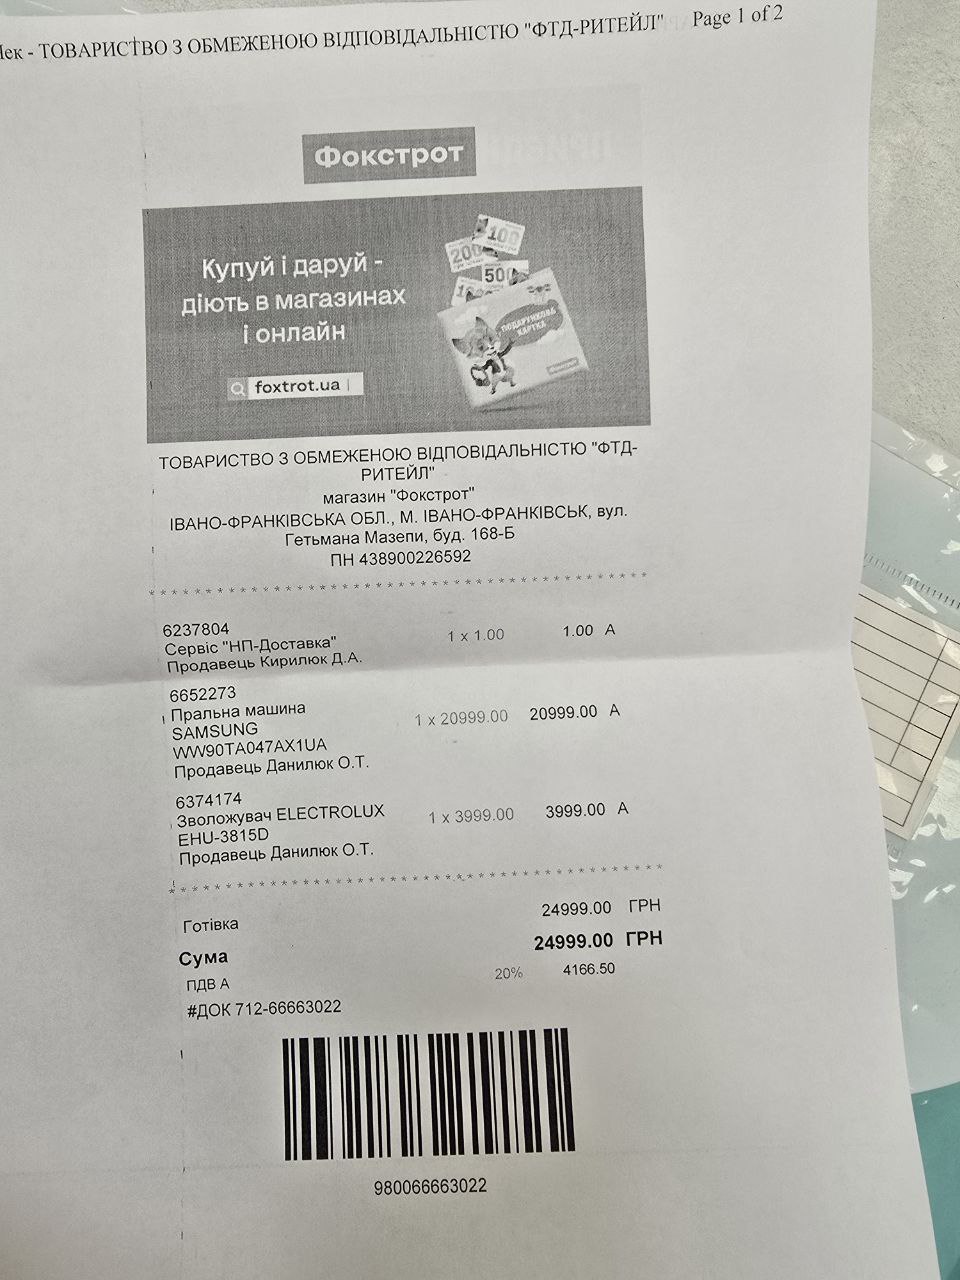 - ТОВАРИСТВО З ОБМЕЖЕНОЮ ВІДПОВІДАЛЬНІСТЮ "ФТД-РИТЕЙЛ" Page 1 of 2
Фокстрот
Купуй і даруй -
діють в магазинах
і онлайн
foxtrot.ua
100
200
500
ПОДАРУНКОВА
КАРТКА
ТОВАРИСТВО З ОБМЕЖЕНОЮ ВІДПОВІДАЛЬНІСТЮ "ФТД-
РИТЕЙЛ"
магазин "Фокстрот"
ІВАНО-ФРАНКІВСЬКА ОБЛ., М. ІВАНО-ФРАНКІВСЬК, вул.
Гетьмана Мазепи, буд. 168-Б
ПН 438900226592
6237804
Сервіс "НП-Доставка" 1 x 1.00 1.00 А
Продавець Кирилюк Д.А.
6652273
Пральна машина 1 x 20999.00 20999.00 А
SAMSUNG
WW90TA047AX1UA
Продавець Данилюк О.Т.
6374174
Зволожувач ELECTROLUX 1 x 3999.00 3999.00 А
EHU-3815D
Продавець Данилюк О.Т.
Готівка 24999.00 ГРН
Сума 24999.00 ГРН
ПДВ А 20% 4166.50
#ДОК 712-66663022
980066663022